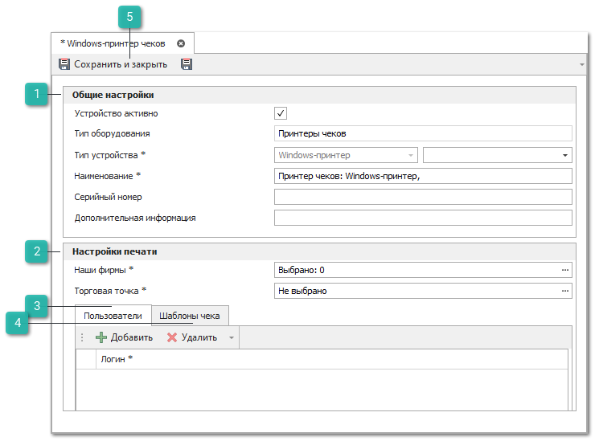 5
* Windows-принтер чеков
Сохранить и закрыть
1
Общие настройки
Устройство активно
Тип оборудования Принтеры чеков
Тип устройства * Windows-принтер
Наименование * Принтер чеков: Windows-принтер,
Серийный номер
Дополнительная информация
2
Настройки печати
Наши фирмы * Выбрано: 0 ...
Торговая точка * Не выбрано ...
3
Пользователи Шаблоны чека
4
Добавить Удалить
Логин *